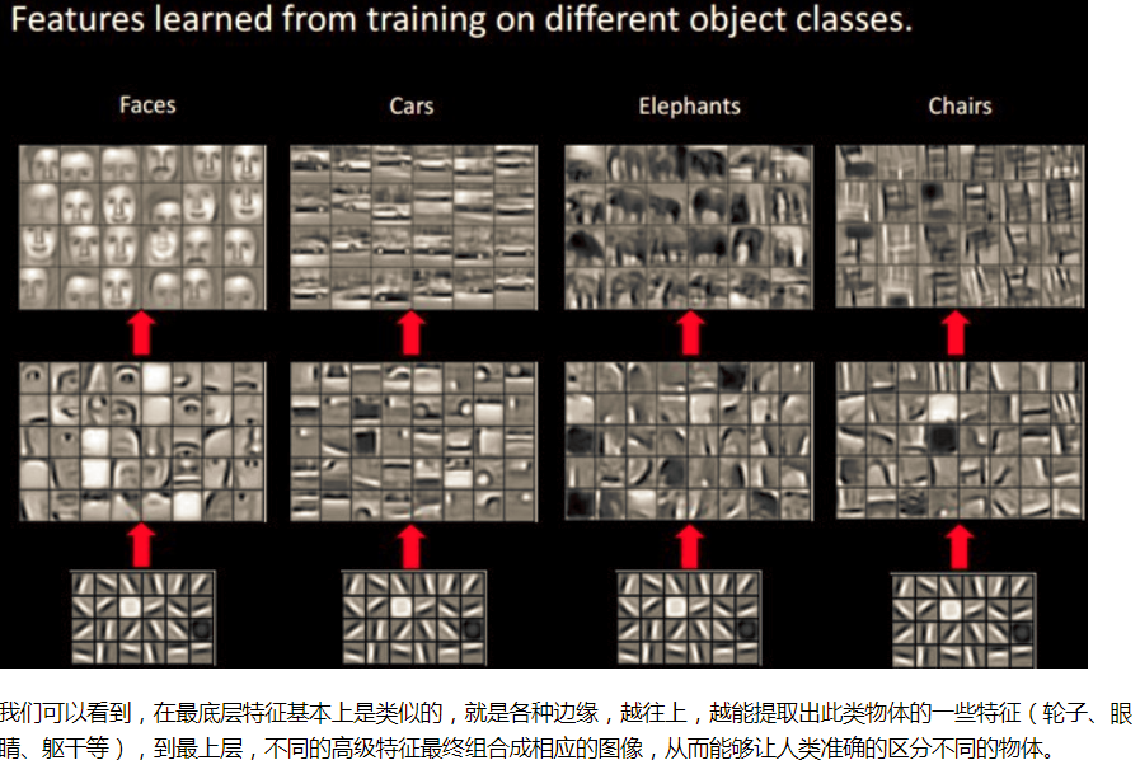 Features learned from training on different object classes.
Faces Cars Elephants Chairs
我们可以看到，在最底层特征基本上是类似的，就是各种边缘，越往上，越能提取出此类物体的一些特征（轮子、眼
睛、躯干等），到最上层，不同的高级特征最终组合成相应的图像，从而能够让人类准确的区分不同的物体。